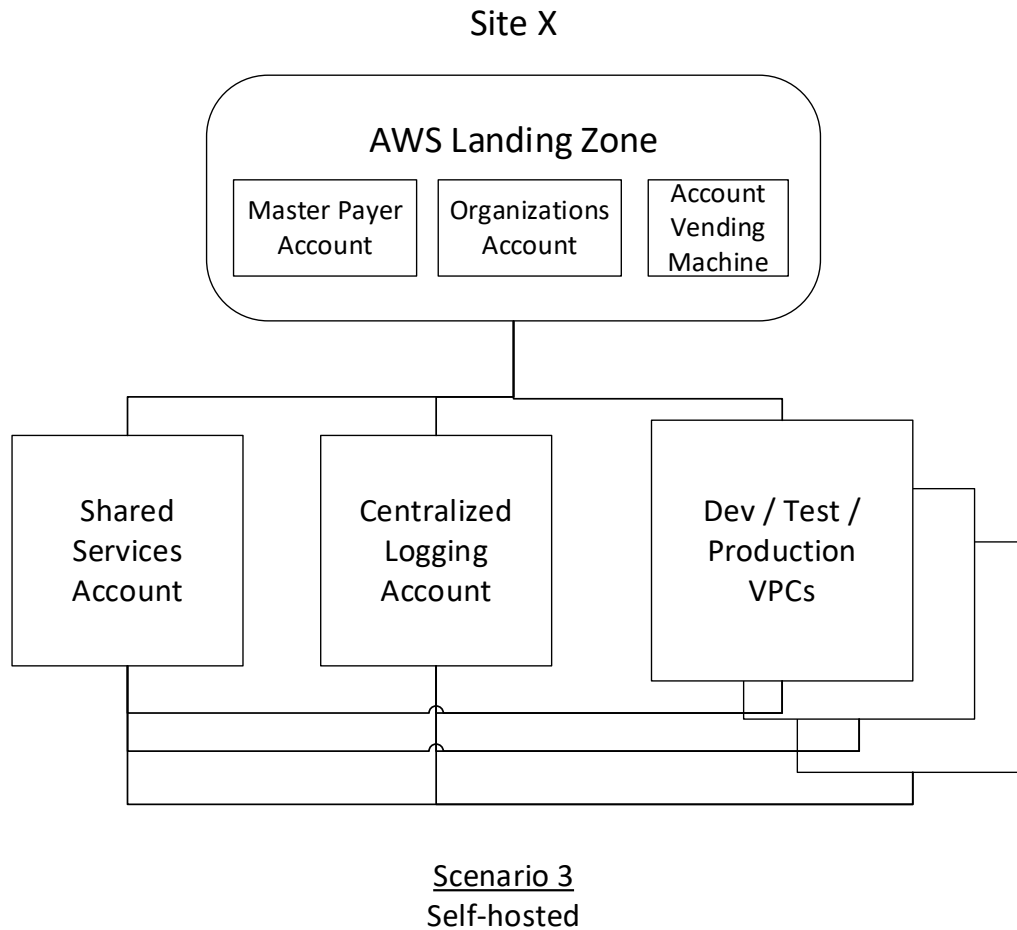 Site X
AWS Landing Zone
Master Payer
Account
Organizations
Account
Account
Vending
Machine
Shared
Services
Account
Centralized
Logging
Account
Dev / Test /
Production
VPCs
Scenario 3
Self-hosted